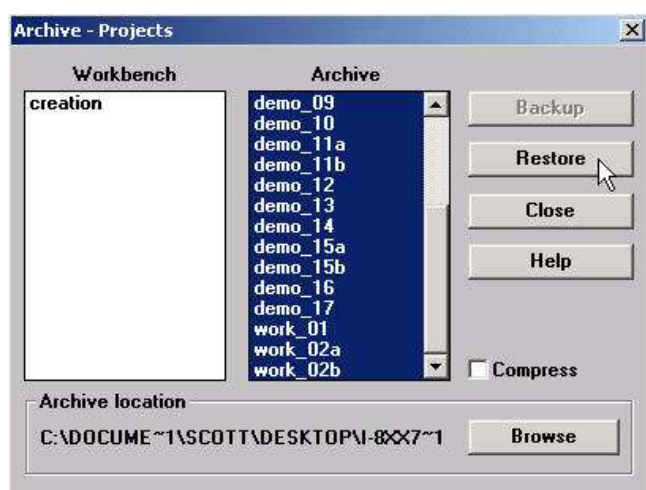 Archive - Projects
Workbench
Archive
creation
demo_09
demo_10
demo_11a
demo_11b
demo_12
demo_13
demo_14
demo_15a
demo_15b
demo_16
demo_17
work_01
work_02a
work_02b
Backup
Restore
Close
Help
Compress
Archive location
C:\DOCUME~1\SCOTT\DESKTOP\I-8XX7~1
Browse